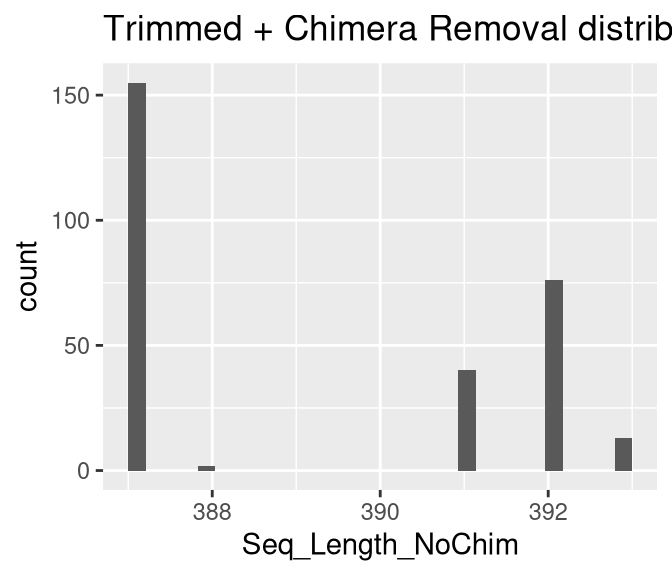 Trimmed + Chimera Removal distrib
150
100
50
0
count
388 390 392
Seq_Length_NoChim